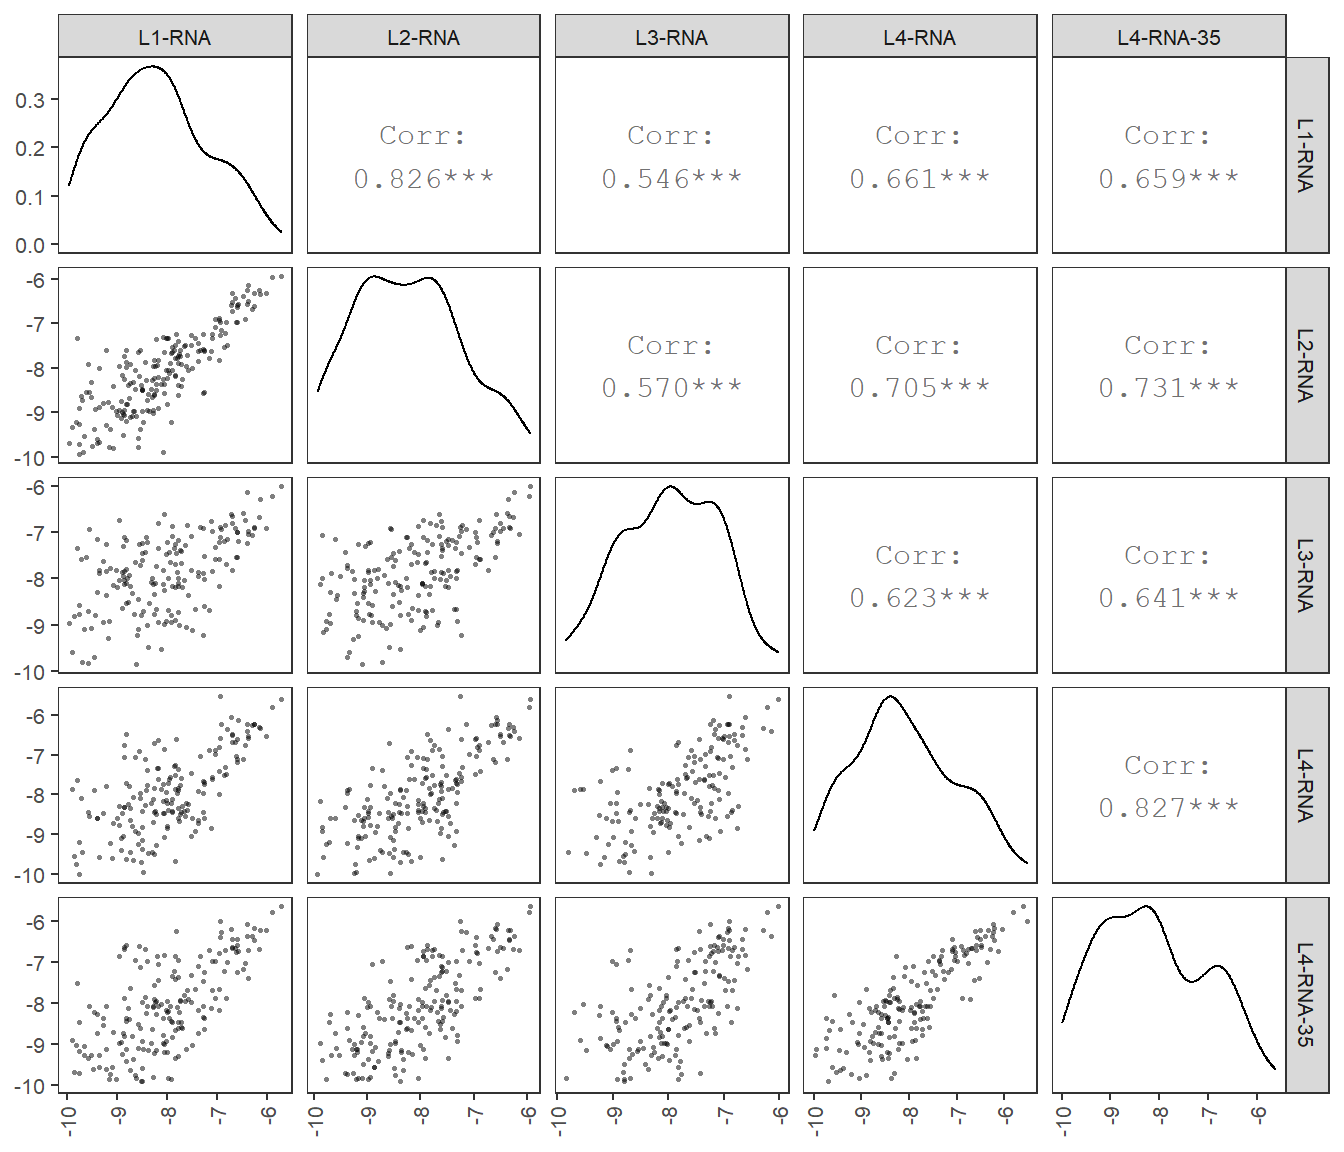 L1-RNA L2-RNA L3-RNA L4-RNA L4-RNA-35
0.3
0.2
0.1
0.0
Corr:
0.826***
Corr:
0.546***
Corr:
0.661***
Corr:
0.659***
L1-RNA
-6
-7
-8
-9
-10
Corr:
0.570***
Corr:
0.705***
Corr:
0.731***
L2-RNA
-6
-7
-8
-9
-10
Corr:
0.623***
Corr:
0.641***
L3-RNA
-6
-7
-8
-9
-10
Corr:
0.827***
L4-RNA
-6
-7
-8
-9
-10
L4-RNA-35
-10 -9 -8 -7 -6
-10 -9 -8 -7 -6
-10 -9 -8 -7 -6
-10 -9 -8 -7 -6
-10 -9 -8 -7 -6